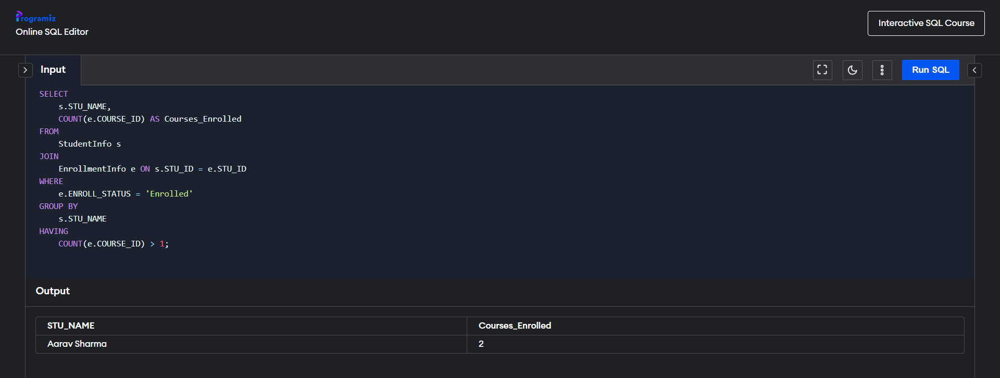 Programiz
Online SQL Editor
Interactive SQL Course
Input
Run SQL
SELECT
    s.STU_NAME,
    COUNT(e.COURSE_ID) AS Courses_Enrolled
FROM
    StudentInfo s
JOIN
    EnrollmentInfo e ON s.STU_ID = e.STU_ID
WHERE
    e.ENROLL_STATUS = 'Enrolled'
GROUP BY
    s.STU_NAME
HAVING
    COUNT(e.COURSE_ID) > 1;
Output
STU_NAME Courses_Enrolled
Aarav Sharma 2